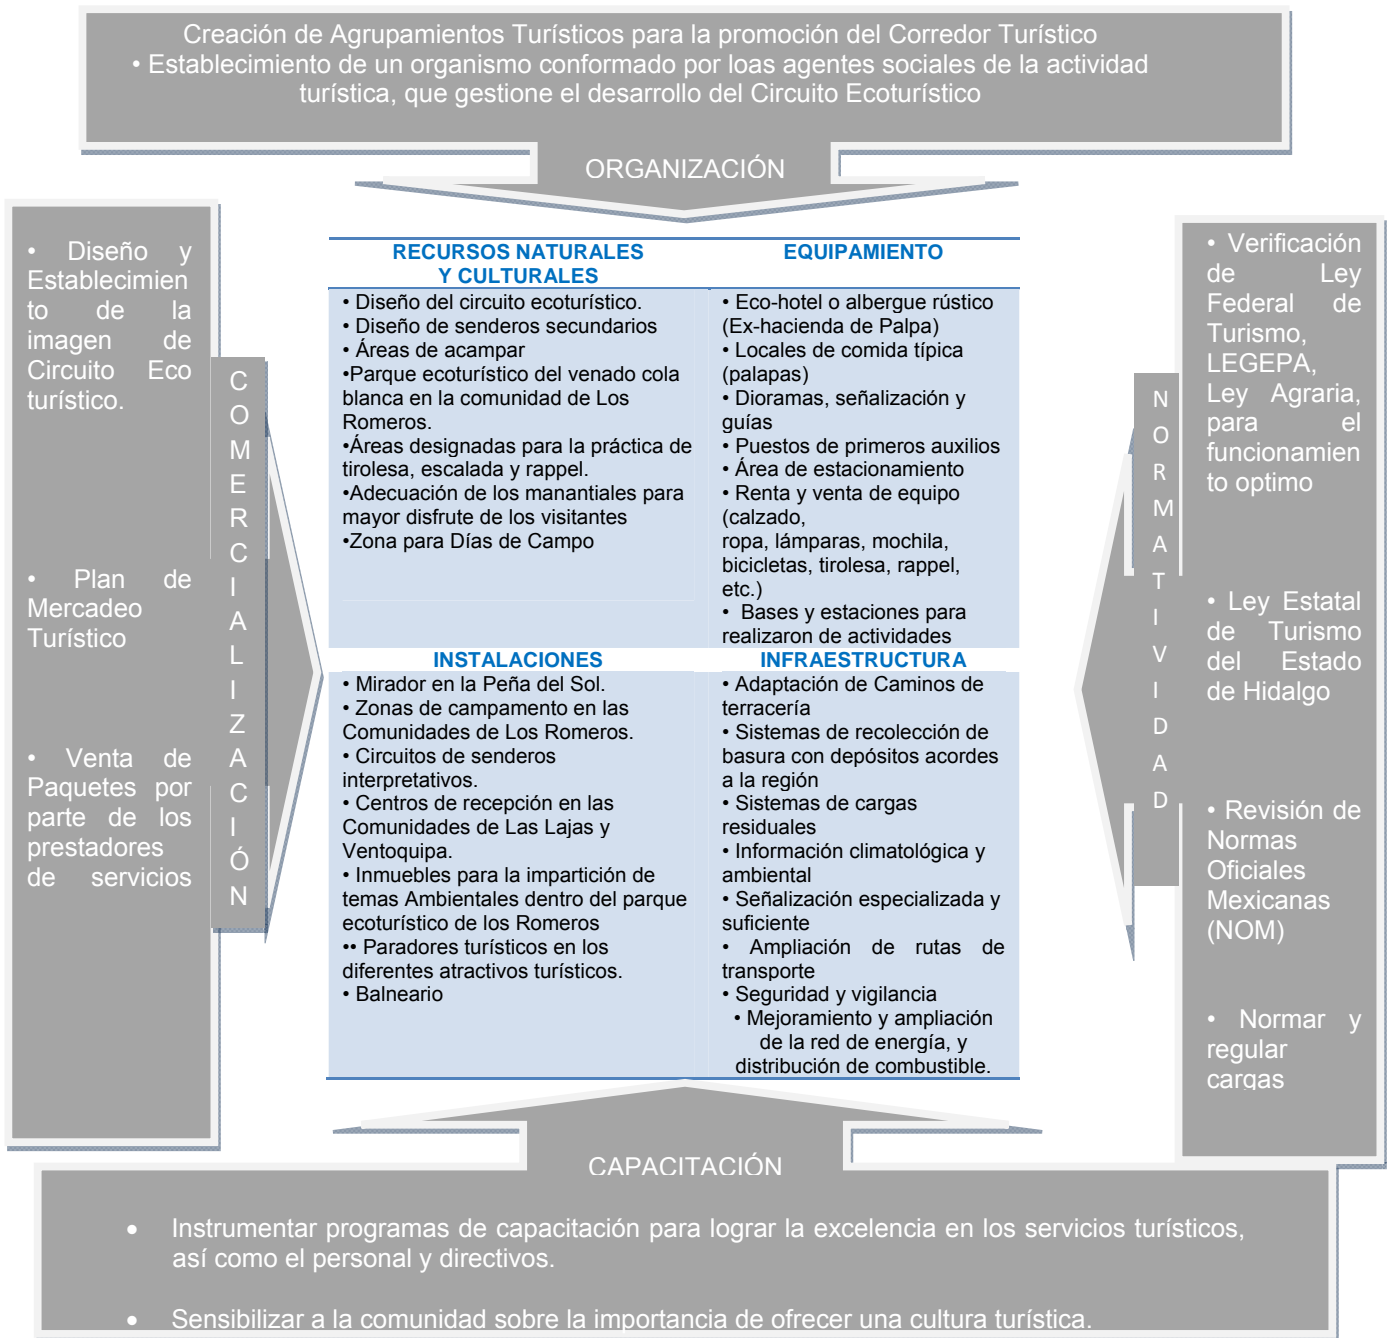 Creación de Agrupamientos Turísticos para la promoción del Corredor Turístico
• Establecimiento de un organismo conformado por loas agentes sociales de la actividad
turística, que gestione el desarrollo del Circuito Ecoturístico
ORGANIZACIÓN
• Diseño y
Establecimien
to de la
imagen de
Circuito Eco
turístico.
• Plan de
Mercadeo
Turístico
• Venta de
Paquetes por
parte de los
prestadores
de servicios
C
O
M
E
R
C
I
A
L
I
Z
A
C
I
Ó
N
RECURSOS NATURALES
Y CULTURALES
• Diseño del circuito ecoturístico.
• Diseño de senderos secundarios
• Áreas de acampar
•Parque ecoturístico del venado cola
blanca en la comunidad de Los
Romeros.
•Áreas designadas para la práctica de
tirolesa, escalada y rappel.
•Adecuación de los manantiales para
mayor disfrute de los visitantes
•Zona para Días de Campo
EQUIPAMIENTO
• Eco-hotel o albergue rústico
(Ex-hacienda de Palpa)
• Locales de comida típica
(palapas)
• Dioramas, señalización y
guías
• Puestos de primeros auxilios
• Área de estacionamiento
• Renta y venta de equipo
(calzado,
ropa, lámparas, mochila,
bicicletas, tirolesa, rappel,
etc.)
• Bases y estaciones para
realizaron de actividades
INSTALACIONES
• Mirador en la Peña del Sol.
• Zonas de campamento en las
Comunidades de Los Romeros.
• Circuitos de senderos
interpretativos.
• Centros de recepción en las
Comunidades de Las Lajas y
Ventoquipa.
• Inmuebles para la impartición de
temas Ambientales dentro del parque
ecoturístico de los Romeros
•• Paradores turísticos en los
diferentes atractivos turísticos.
• Balneario
INFRAESTRUCTURA
• Adaptación de Caminos de
terracería
• Sistemas de recolección de
basura con depósitos acordes
a la región
• Sistemas de cargas
residuales
• Información climatológica y
ambiental
• Señalización especializada y
suficiente
• Ampliación de rutas de
transporte
• Seguridad y vigilancia
• Mejoramiento y ampliación
de la red de energía, y
distribución de combustible.
N
O
R
M
A
T
I
V
I
D
A
D
• Verificación
de Ley
Federal de
Turismo,
LEGEPA,
Ley Agraria,
para el
funcionamien
to optimo
• Ley Estatal
de Turismo
del Estado
de Hidalgo
• Revisión de
Normas
Oficiales
Mexicanas
(NOM)
• Normar y
regular
cargas
CAPACITACIÓN
• Instrumentar programas de capacitación para lograr la excelencia en los servicios turísticos,
así como el personal y directivos.
• Sensibilizar a la comunidad sobre la importancia de ofrecer una cultura turística.